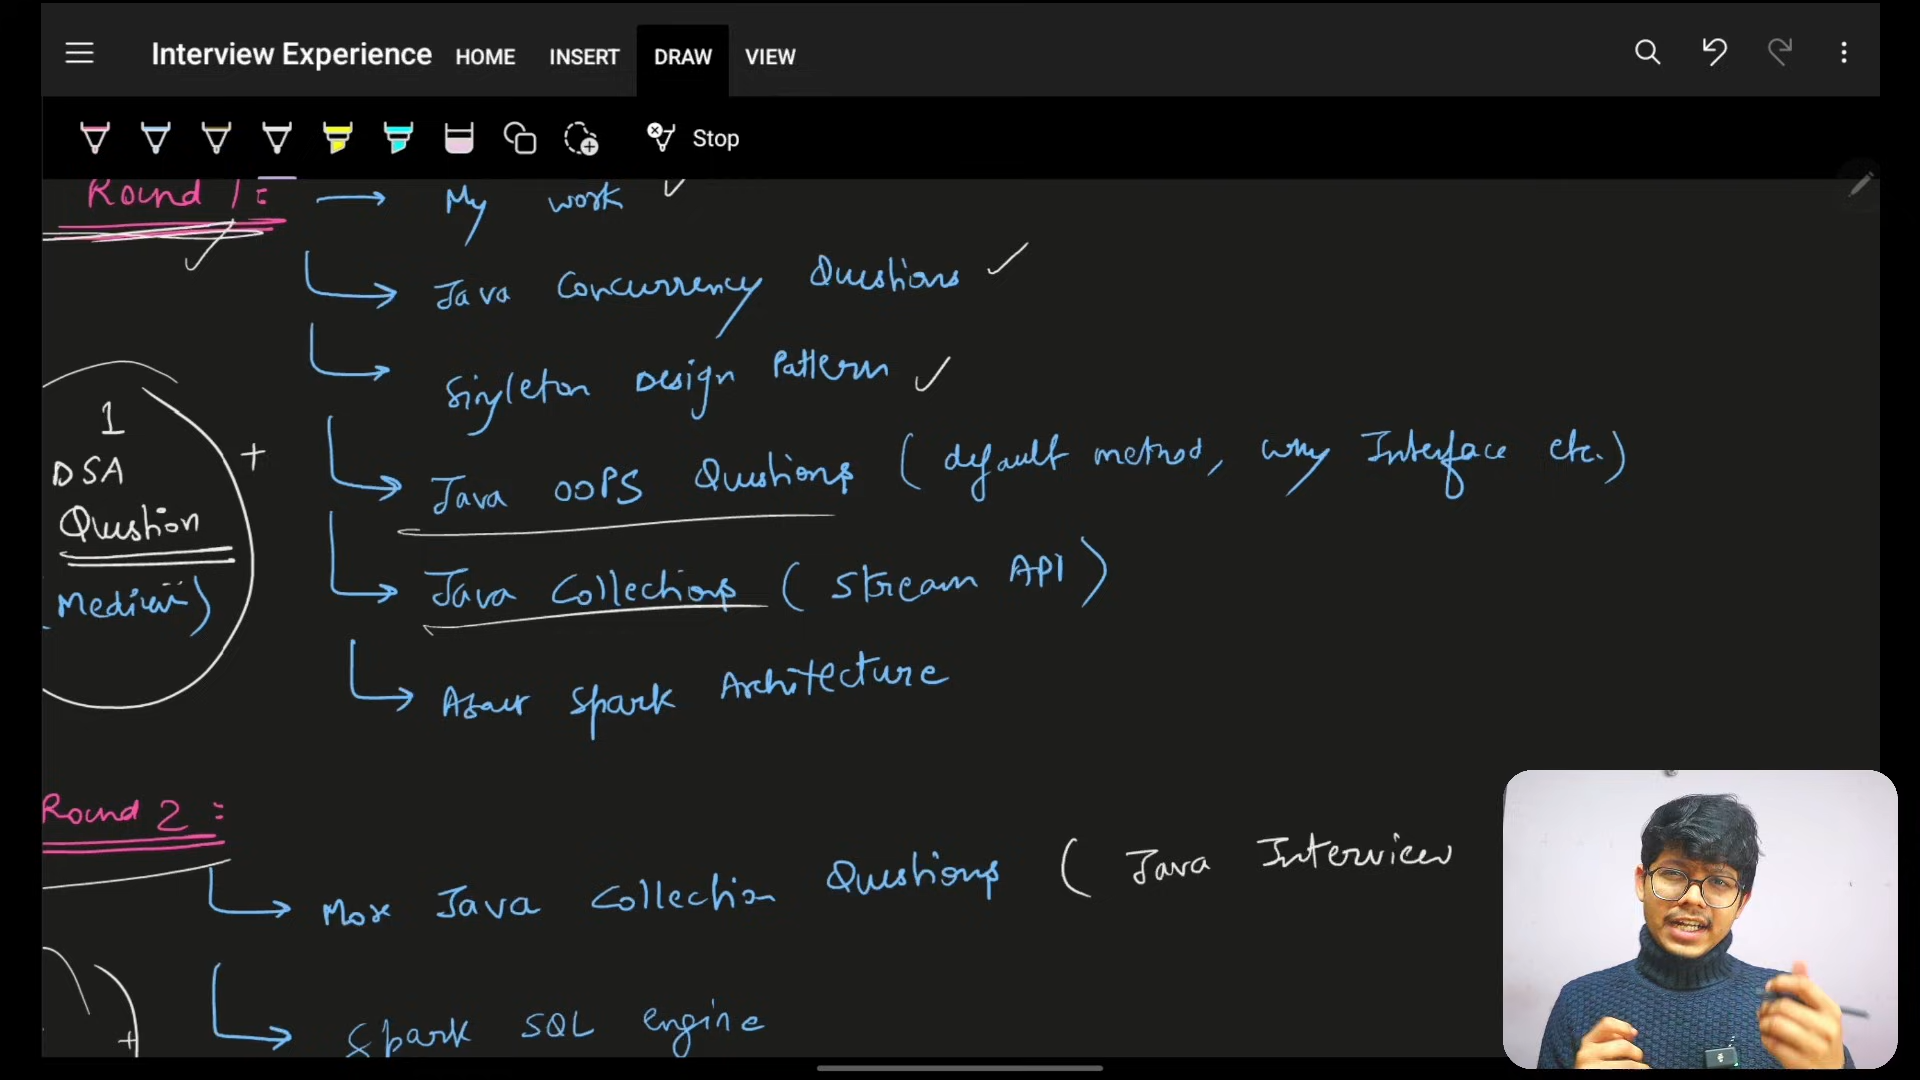 Interview Experience HOME INSERT DRAW VIEW
Stop
Round 1: → My work ✓
Java Concurrency Questions ✓
Singleton Design Pattern ✓
1
DSA
Question
(Medium)
+
Java OOPS Questions (default method, why Interface etc.)
Java Collections (Stream API)
About Spark Architecture
Round 2:
More Java Collection Questions (Java Interview
Spark SQL engine
+